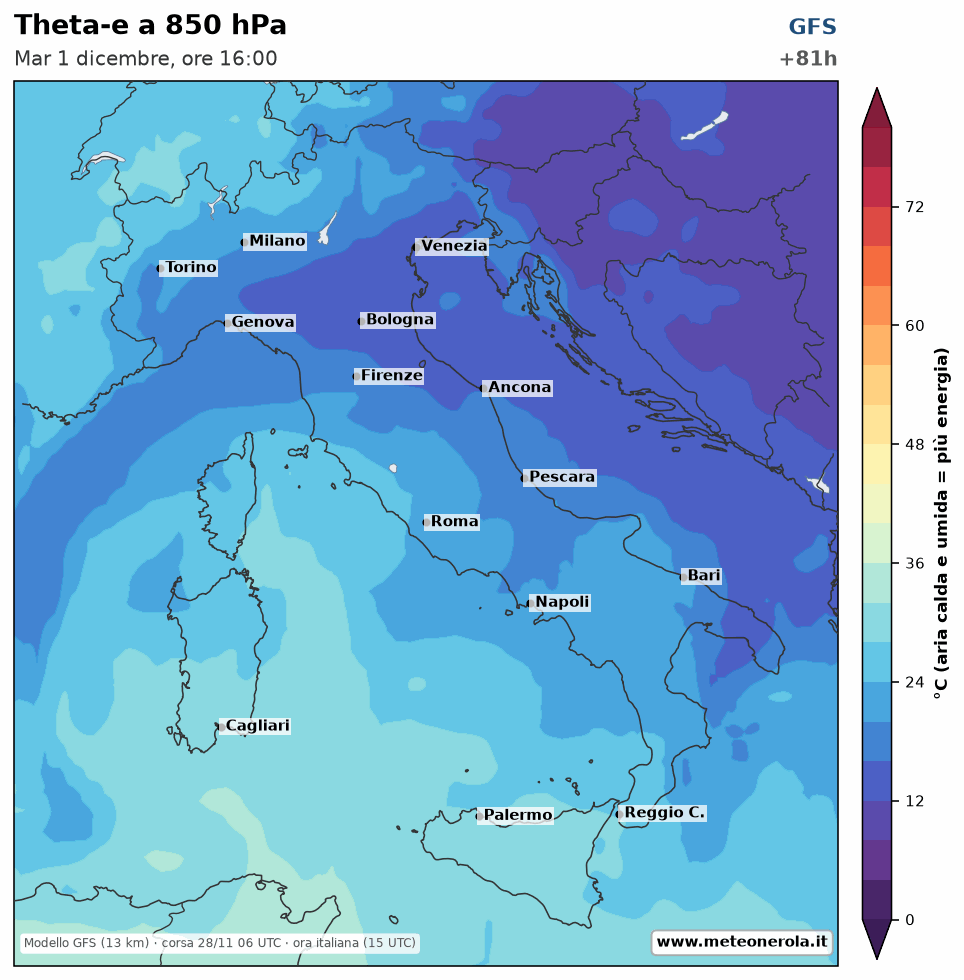 Theta-e a 850 hPa
GFS
Mar 1 dicembre, ore 16:00
+81h
Milano
Venezia
Torino
Genova
Bologna
Firenze
Ancona
Pescara
Roma
Bari
Napoli
Cagliari
Palermo
Reggio C.
72
60
48
36
24
12
0
°C (aria calda e umida = più energia)
Modello GFS (13 km) · corsa 28/11 06 UTC · ora italiana (15 UTC)
www.meteonerola.it